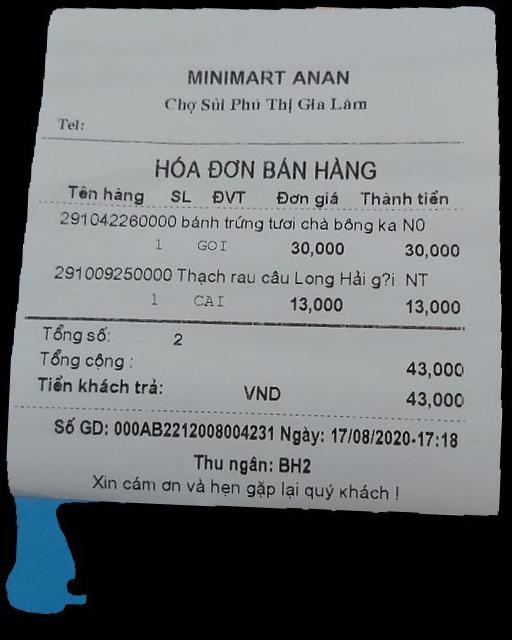 MINIMART ANAN
Chợ Sủi Phú Thị Gia Lâm
Tel:
HÓA ĐƠN BÁN HÀNG
Tên hàng SL ĐVT Đơn giá Thành tiền
291042260000 bánh trứng tươi chà bông ka N0
1 GOI 30,000 30,000
291009250000 Thạch rau câu Long Hải g?i NT
1 CAI 13,000 13,000
Tổng số: 2
Tổng cộng : 43,000
Tiền khách trả: VND 43,000
Số GD: 000AB2212008004231 Ngày: 17/08/2020-17:18
Thu ngân: BH2
Xin cám ơn và hẹn gặp lại quý khách !